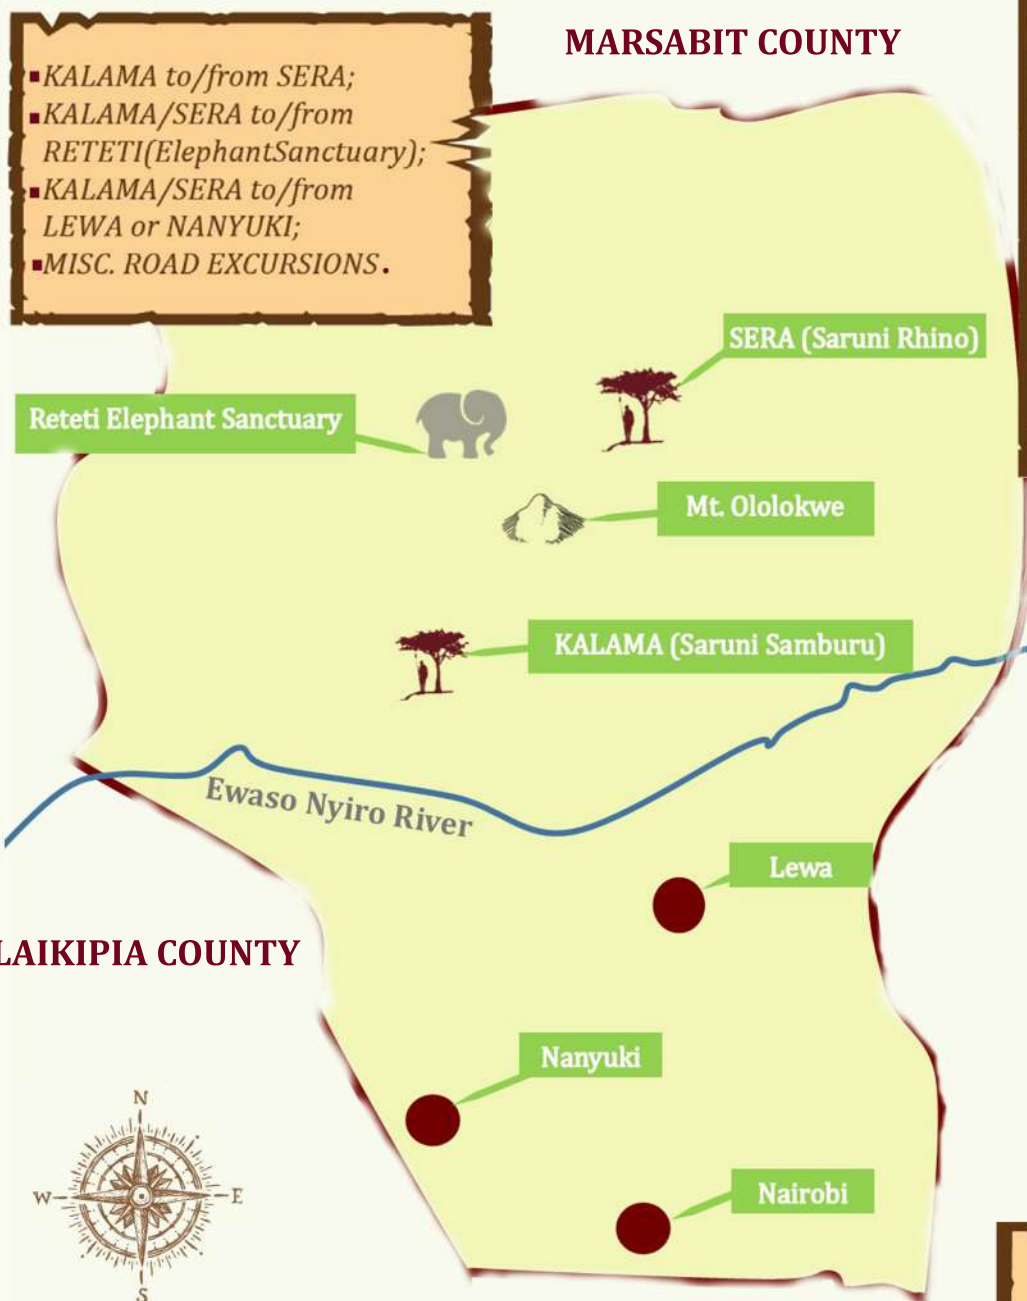 MARSABIT COUNTY
▪KALAMA to/from SERA;
▪KALAMA/SERA to/from
RETETI(ElephantSanctuary);
▪KALAMA/SERA to/from
LEWA or NANYUKI;
▪MISC. ROAD EXCURSIONS.
SERA (Saruni Rhino)
Reteti Elephant Sanctuary
Mt. Ololokwe
KALAMA (Saruni Samburu)
Ewaso Nyiro River
Lewa
LAIKIPIA COUNTY
Nanyuki
N
W
E
S
Nairobi